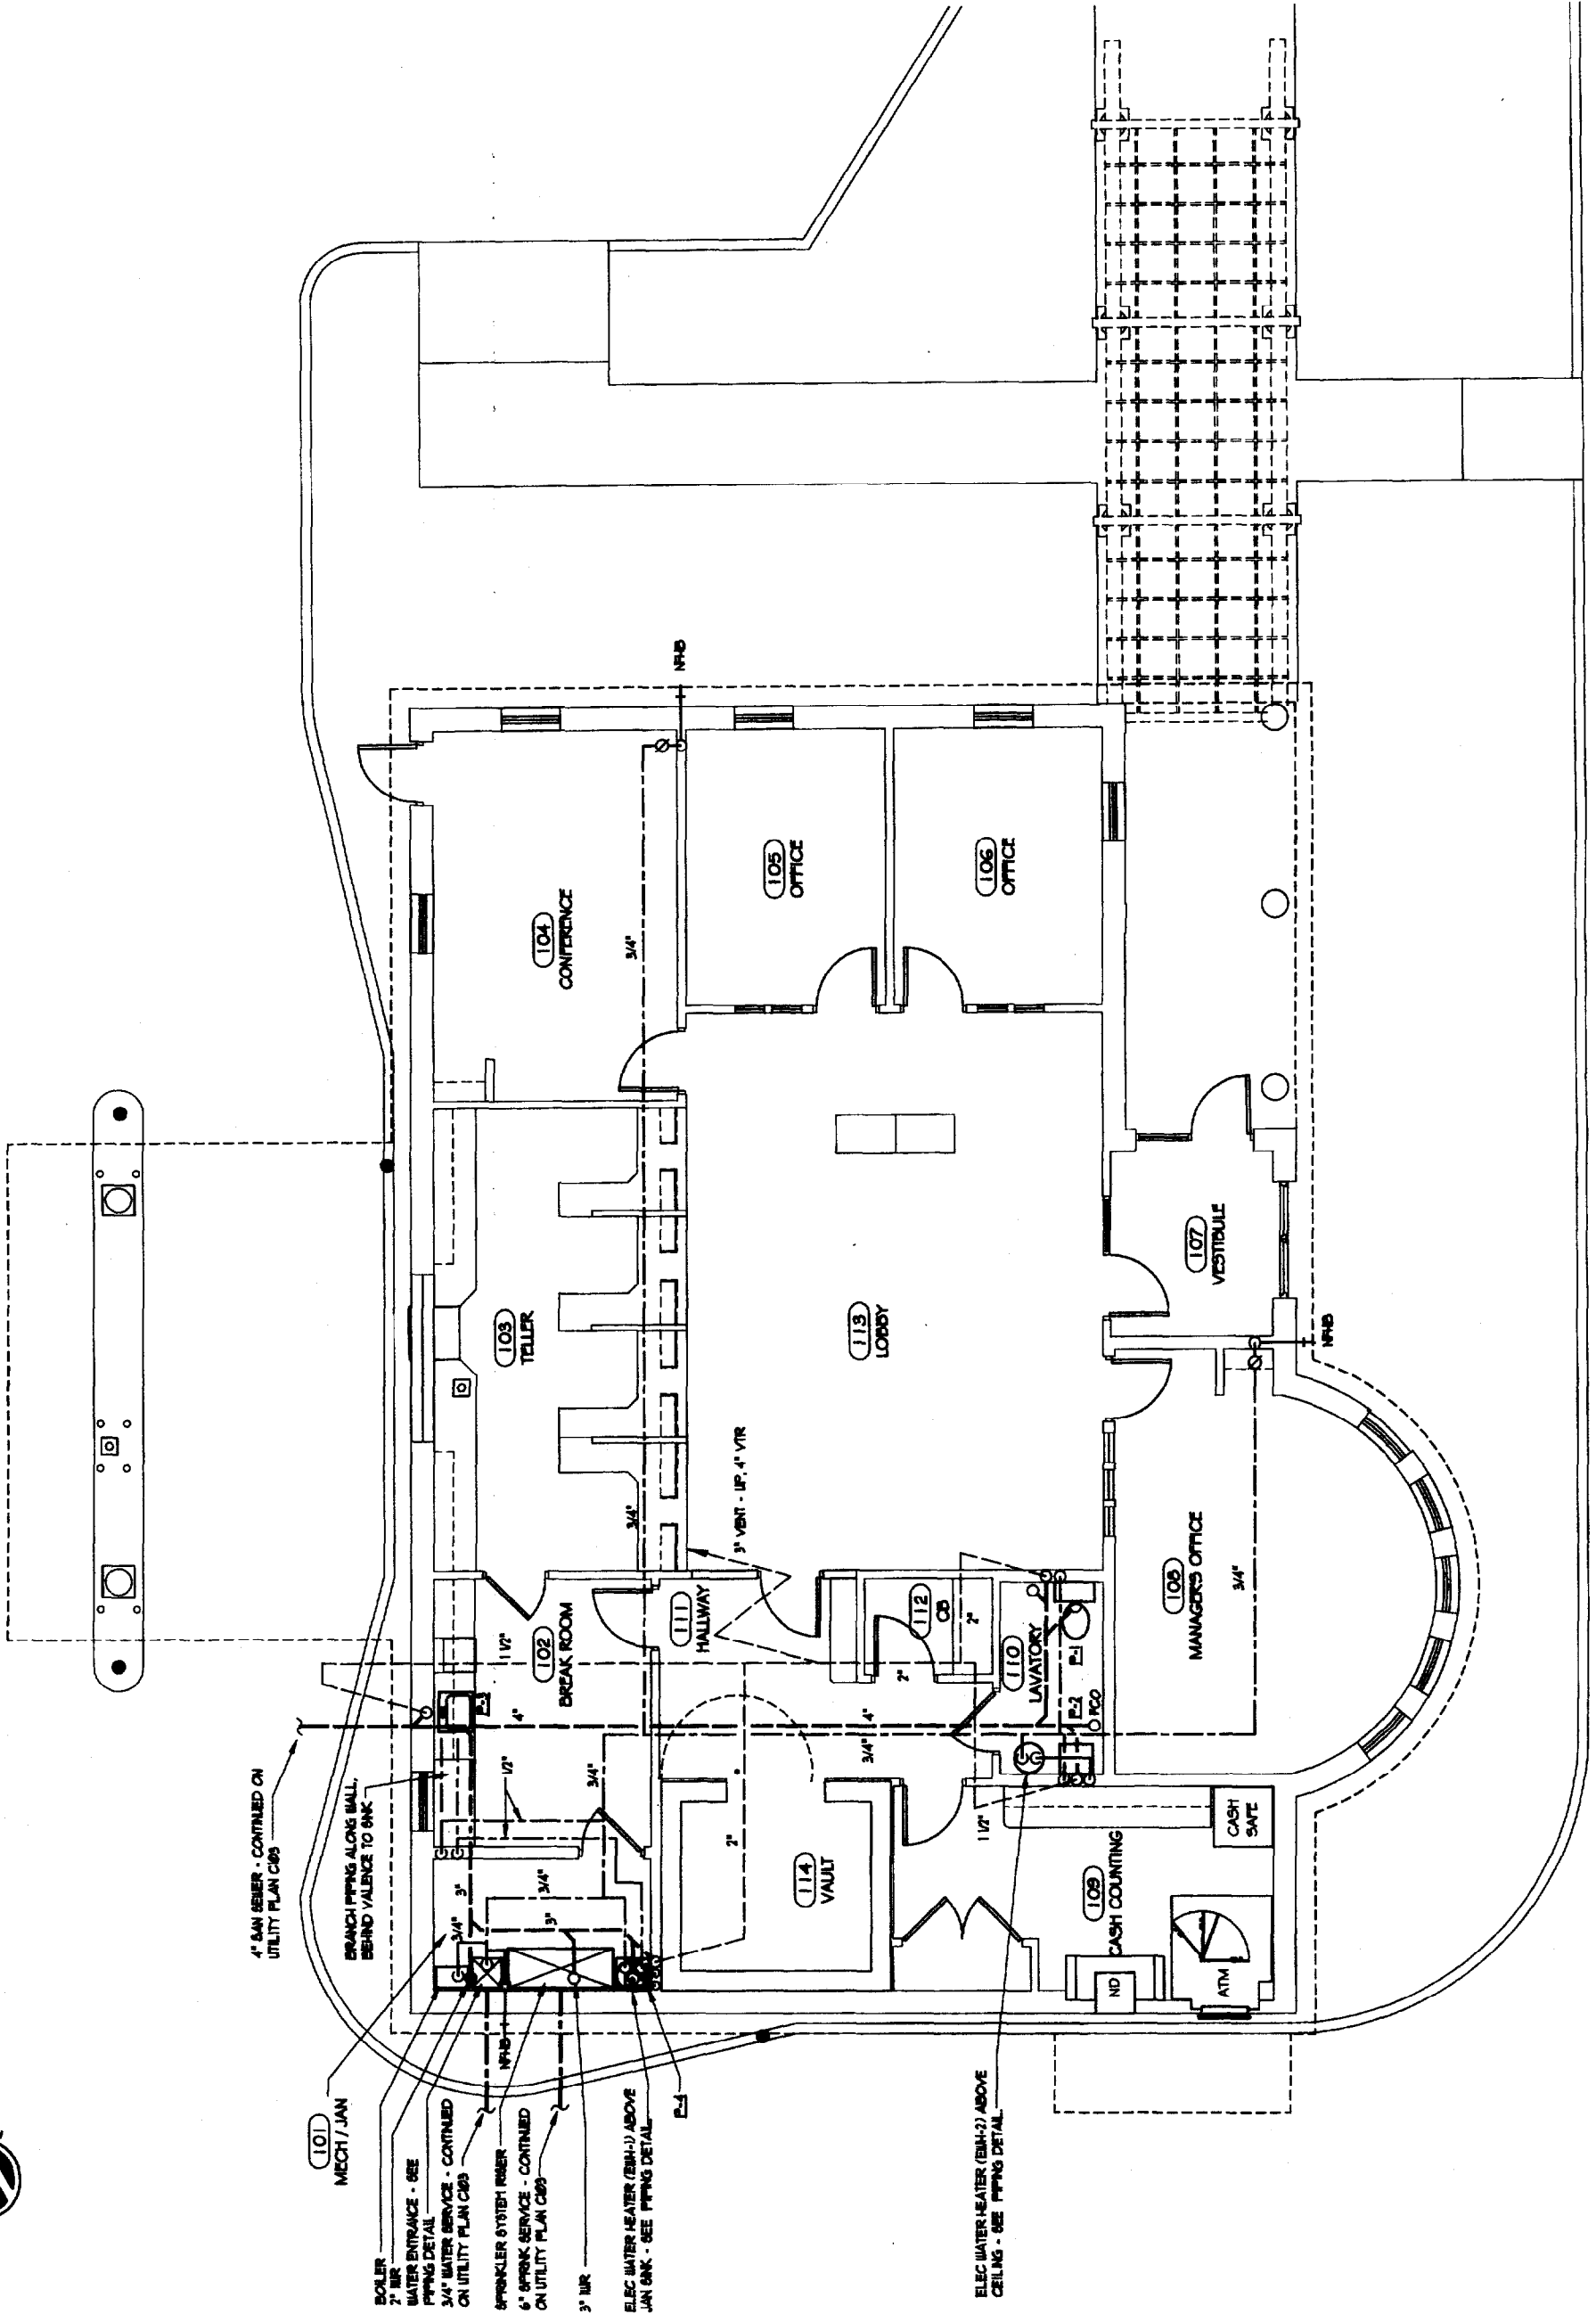 101
MECH / JAN
BOILER
2" IWR
WATER ENTRANCE - SEE
PIPING DETAIL
3/4" WATER SERVICE - CONTINUED
ON UTILITY PLAN C103
SPRINKLER SYSTEM RISER
6" SPRINK SERVICE - CONTINUED
ON UTILITY PLAN C103
3" IWR
ELEC WATER HEATER (EWH-1) ABOVE
JAN SINK - SEE PIPING DETAIL
P-4
ELEC WATER HEATER (EWH-2) ABOVE
CEILING - SEE PIPING DETAIL
4" SAN SEWER - CONTINUED ON
UTILITY PLAN C103
BRANCH PIPING ALONG WALL,
BEHIND VALENCE TO SINK
NFHB
3/4"
3"
3/4"
3"
1/2"
3/4"
4"
P-3
1 1/2"
102
BREAK ROOM
103
TELLER
3/4"
104
CONFERENCE
3/4"
NFHB
105
OFFICE
106
OFFICE
111
HALLWAY
3" VENT - UP, 4" VTR
113
LOBBY
107
VESTIBULE
NFHB
112
CB
2"
2"
110
LAVATORY
P-1
P-2
FCO
4"
3/4"
1 1/2"
2"
114
VAULT
108
MANAGER'S OFFICE
3/4"
109
CASH COUNTING
CASH
SAFE
ND
ATM